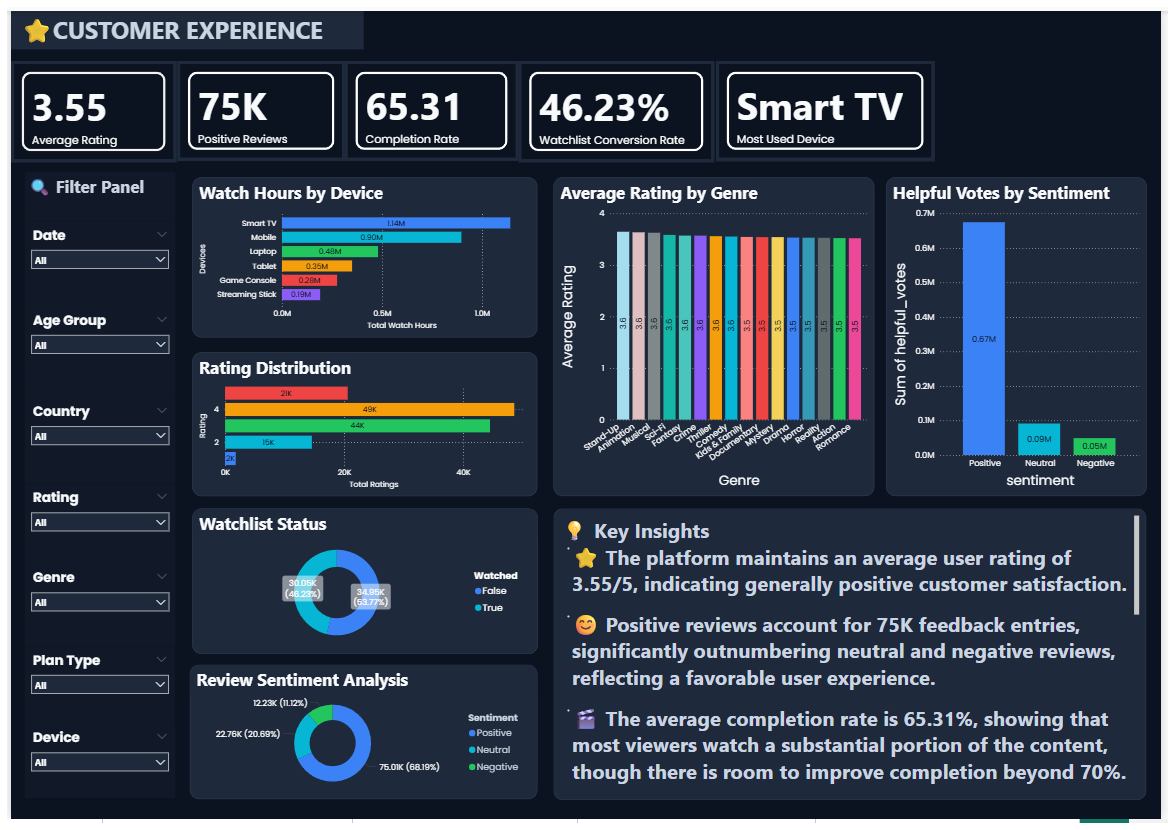 ⭐ CUSTOMER EXPERIENCE
3.55
Average Rating
75K
Positive Reviews
65.31
Completion Rate
46.23%
Watchlist Conversion Rate
Smart TV
Most Used Device
🔍 Filter Panel
Date
All
Age Group
All
Country
All
Rating
All
Genre
All
Plan Type
All
Device
All
Watch Hours by Device
Devices
Smart TV 1.14M
Mobile 0.90M
Laptop 0.48M
Tablet 0.35M
Game Console 0.28M
Streaming Stick 0.19M
0.0M 0.5M 1.0M
Total Watch Hours
Rating Distribution
Rating
21K
4 49K
44K
2 15K
2K
0K 20K 40K
Total Ratings
Watchlist Status
30.05K
(46.23%)
34.95K
(53.77%)
Watched
False
True
Review Sentiment Analysis
12.23K (11.12%)
22.76K (20.69%)
75.01K (68.19%)
Sentiment
Positive
Neutral
Negative
Average Rating by Genre
Average Rating
4
3
2
1
0
3.6 3.6 3.5 3.6 3.6 3.6 3.6 3.6 3.5 3.5 3.5 3.5 3.5 3.5 3.5 3.5
Stand-Up Animation Musical Sci-Fi Fantasy Crime Thriller Comedy Kids & Family Documentary Mystery Drama Horror Reality Action Romance
Genre
Helpful Votes by Sentiment
Sum of helpful_votes
0.7M
0.6M
0.5M
0.4M
0.3M
0.2M
0.1M
0.0M
0.67M 0.09M 0.05M
Positive Neutral Negative
sentiment
💡 Key Insights
⭐ The platform maintains an average user rating of
3.55/5, indicating generally positive customer satisfaction.
😊 Positive reviews account for 75K feedback entries,
significantly outnumbering neutral and negative reviews,
reflecting a favorable user experience.
🎬 The average completion rate is 65.31%, showing that
most viewers watch a substantial portion of the content,
though there is room to improve completion beyond 70%.